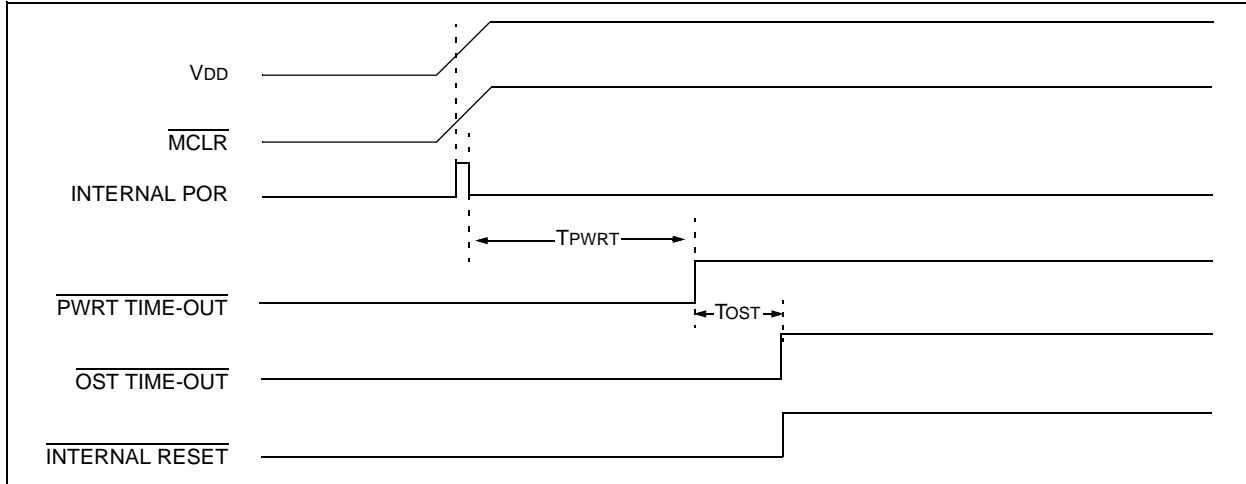 VDD
MCLR
INTERNAL POR
TPWRT
PWRT TIME-OUT
TOST
OST TIME-OUT
INTERNAL RESET